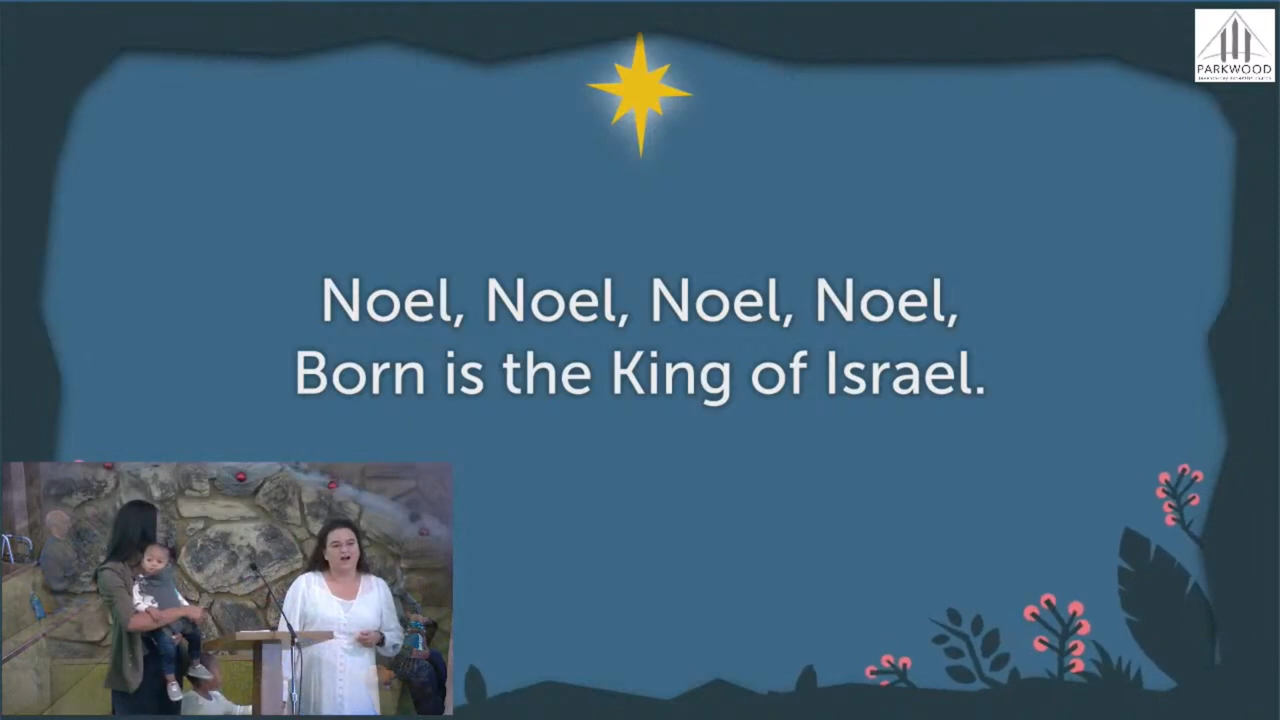 PARKWOOD
Noel, Noel, Noel, Noel,
Born is the King of Israel.